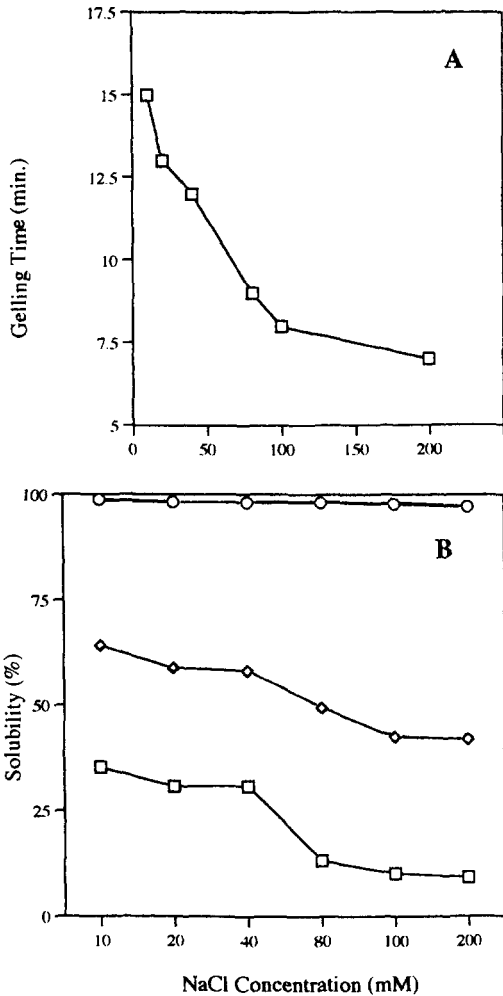 17.5
A
15
12.5
10
7.5
5
Gelling Time (min.)
0 50 100 150 200
100
B
75
50
25
0
Solubility (%)
10 20 40 80 100 200
NaCl Concentration (mM)